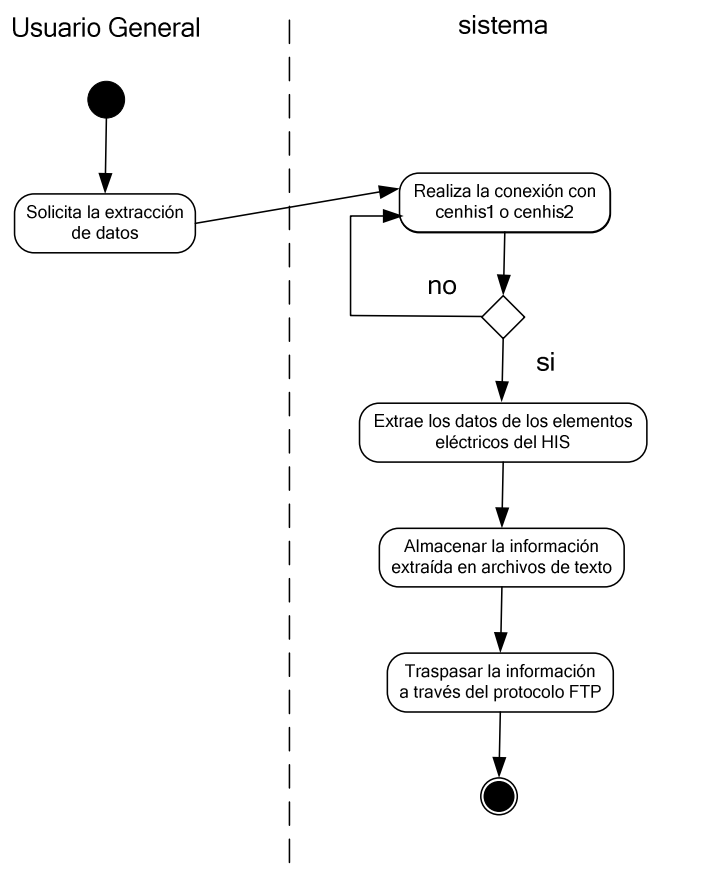 Usuario General
sistema
Solicita la extracción
de datos
Realiza la conexión con
cenhis1 o cenhis2
no
si
Extrae los datos de los elementos
eléctricos del HIS
Almacenar la información
extraída en archivos de texto
Traspasar la información
a través del protocolo FTP